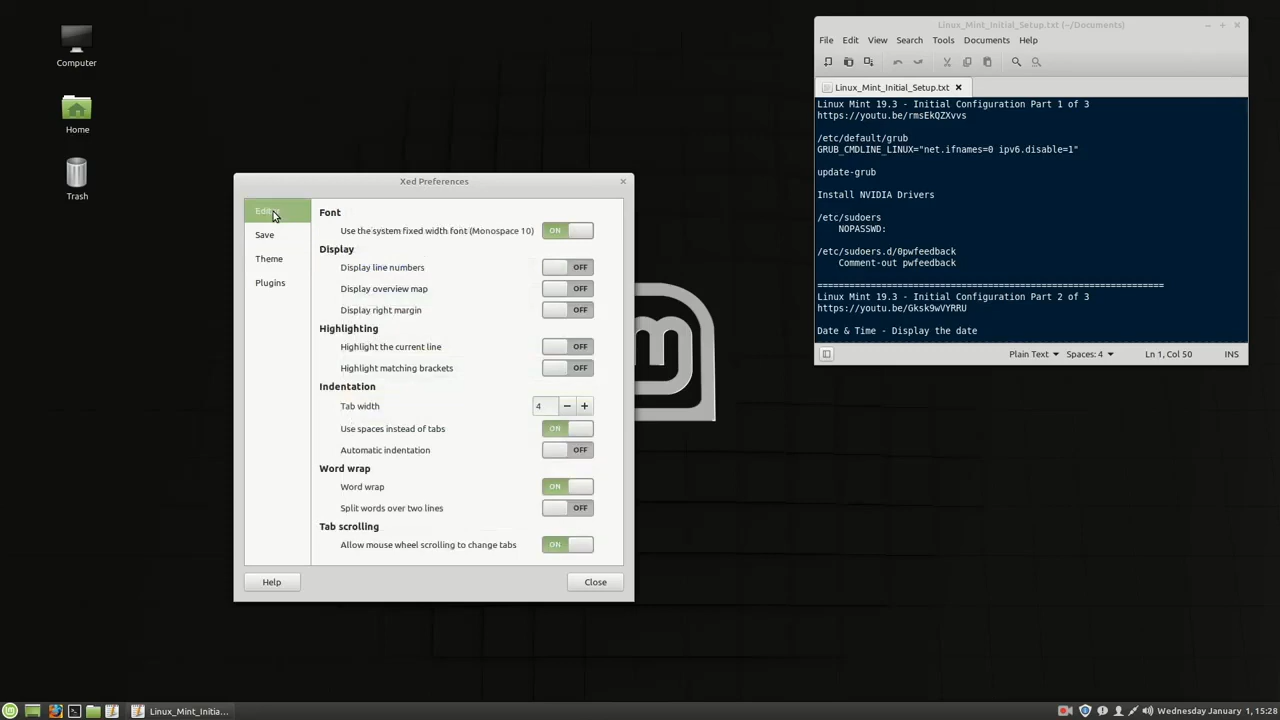 Computer
Home
Trash
Linux_Mint_Initial_Setup.txt (~/Documents)
File Edit View Search Tools Documents Help
Linux_Mint_Initial_Setup.txt
Linux Mint 19.3 - Initial Configuration Part 1 of 3
https://youtu.be/rmsEkQZXvvs
/etc/default/grub
GRUB_CMDLINE_LINUX="net.ifnames=0 ipv6.disable=1"
update-grub
Install NVIDIA Drivers
/etc/sudoers
NOPASSWD:
/etc/sudoers.d/0pwfeedback
Comment-out pwfeedback
=================================================================
Linux Mint 19.3 - Initial Configuration Part 2 of 3
https://youtu.be/Gksk9wVYRRU
Date & Time - Display the date
Plain Text Spaces: 4 Ln 1, Col 50 INS
Xed Preferences
Editor
Save
Theme
Plugins
Font
Use the system fixed width font (Monospace 10) ON
Display
Display line numbers OFF
Display overview map OFF
Display right margin OFF
Highlighting
Highlight the current line OFF
Highlight matching brackets OFF
Indentation
Tab width 4 − +
Use spaces instead of tabs ON
Automatic indentation OFF
Word wrap
Word wrap ON
Split words over two lines OFF
Tab scrolling
Allow mouse wheel scrolling to change tabs ON
Help Close
Linux_Mint_Initia... Wednesday January 1, 15:28